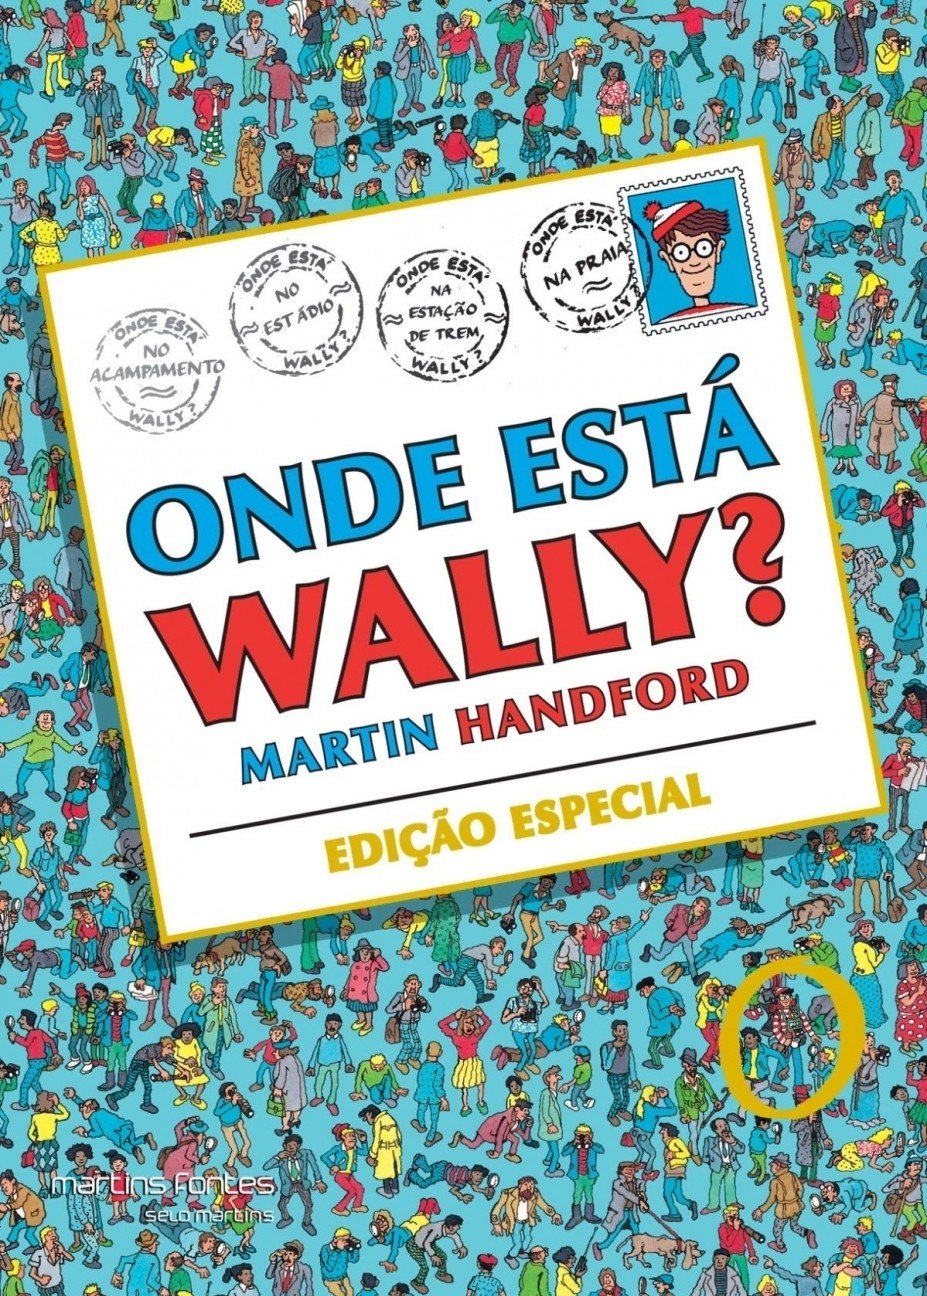 ONDE ESTÁ
NO
ACAMPAMENTO
WALLY?
ONDE ESTÁ
NO
ESTÁDIO
WALLY?
ONDE ESTÁ
NA
ESTAÇÃO
DE TREM
WALLY?
ONDE ESTÁ
NA PRAIA
WALLY?
ONDE ESTÁ
WALLY?
MARTIN HANDFORD
EDIÇÃO ESPECIAL
O
martins fontes
selo martins